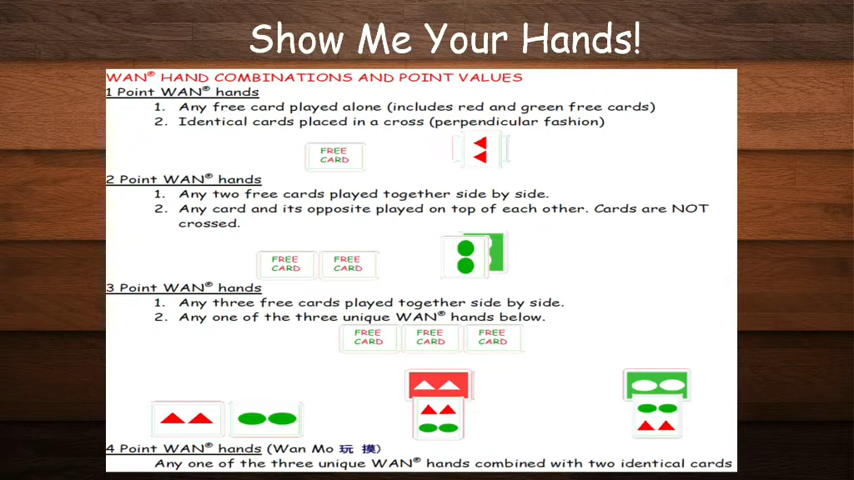 Show Me Your Hands!
WAN® HAND COMBINATIONS AND POINT VALUES
1 Point WAN® hands
1. Any free card played alone (includes red and green free cards)
2. Identical cards placed in a cross (perpendicular fashion)
FREE
CARD
2 Point WAN® hands
1. Any two free cards played together side by side.
2. Any card and its opposite played on top of each other. Cards are NOT
crossed.
FREE FREE
CARD CARD
3 Point WAN® hands
1. Any three free cards played together side by side.
2. Any one of the three unique WAN® hands below.
FREE FREE FREE
CARD CARD CARD
4 Point WAN® hands (Wan Mo 玩 摸)
Any one of the three unique WAN® hands combined with two identical cards